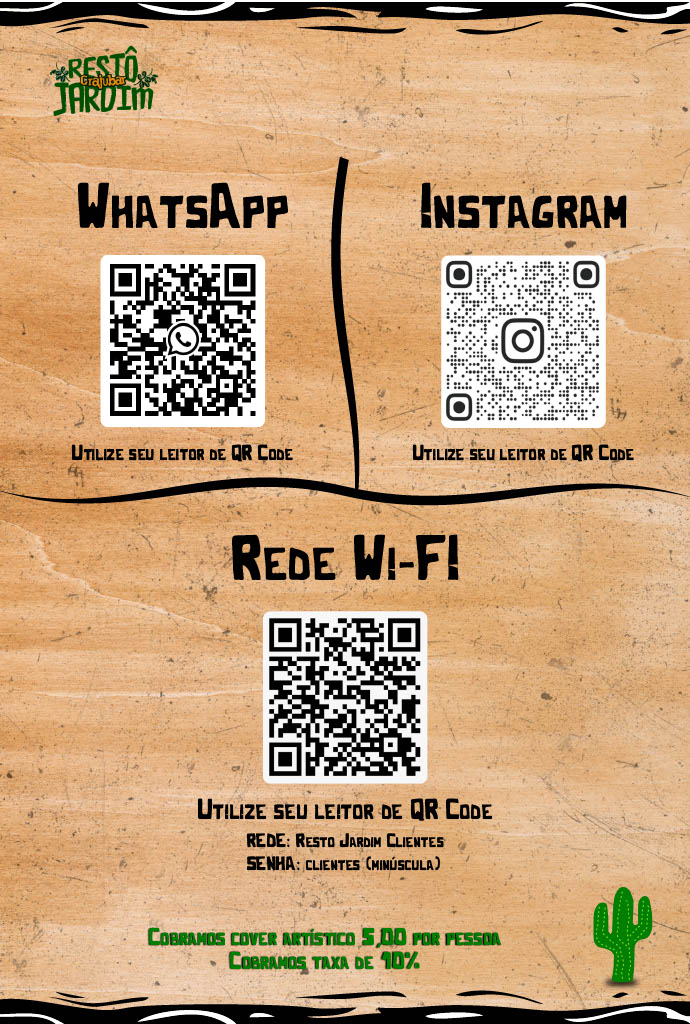 RESTÔ
Grajubar
JARDIM
WhatsApp
Instagram
Utilize seu leitor de QR Code
Utilize seu leitor de QR Code
Rede Wi-Fi
Utilize seu leitor de QR Code
REDE: Resto Jardim Clientes
SENHA: clientes (minúscula)
Cobramos cover artístico 5,00 por pessoa
Cobramos taxa de 10%